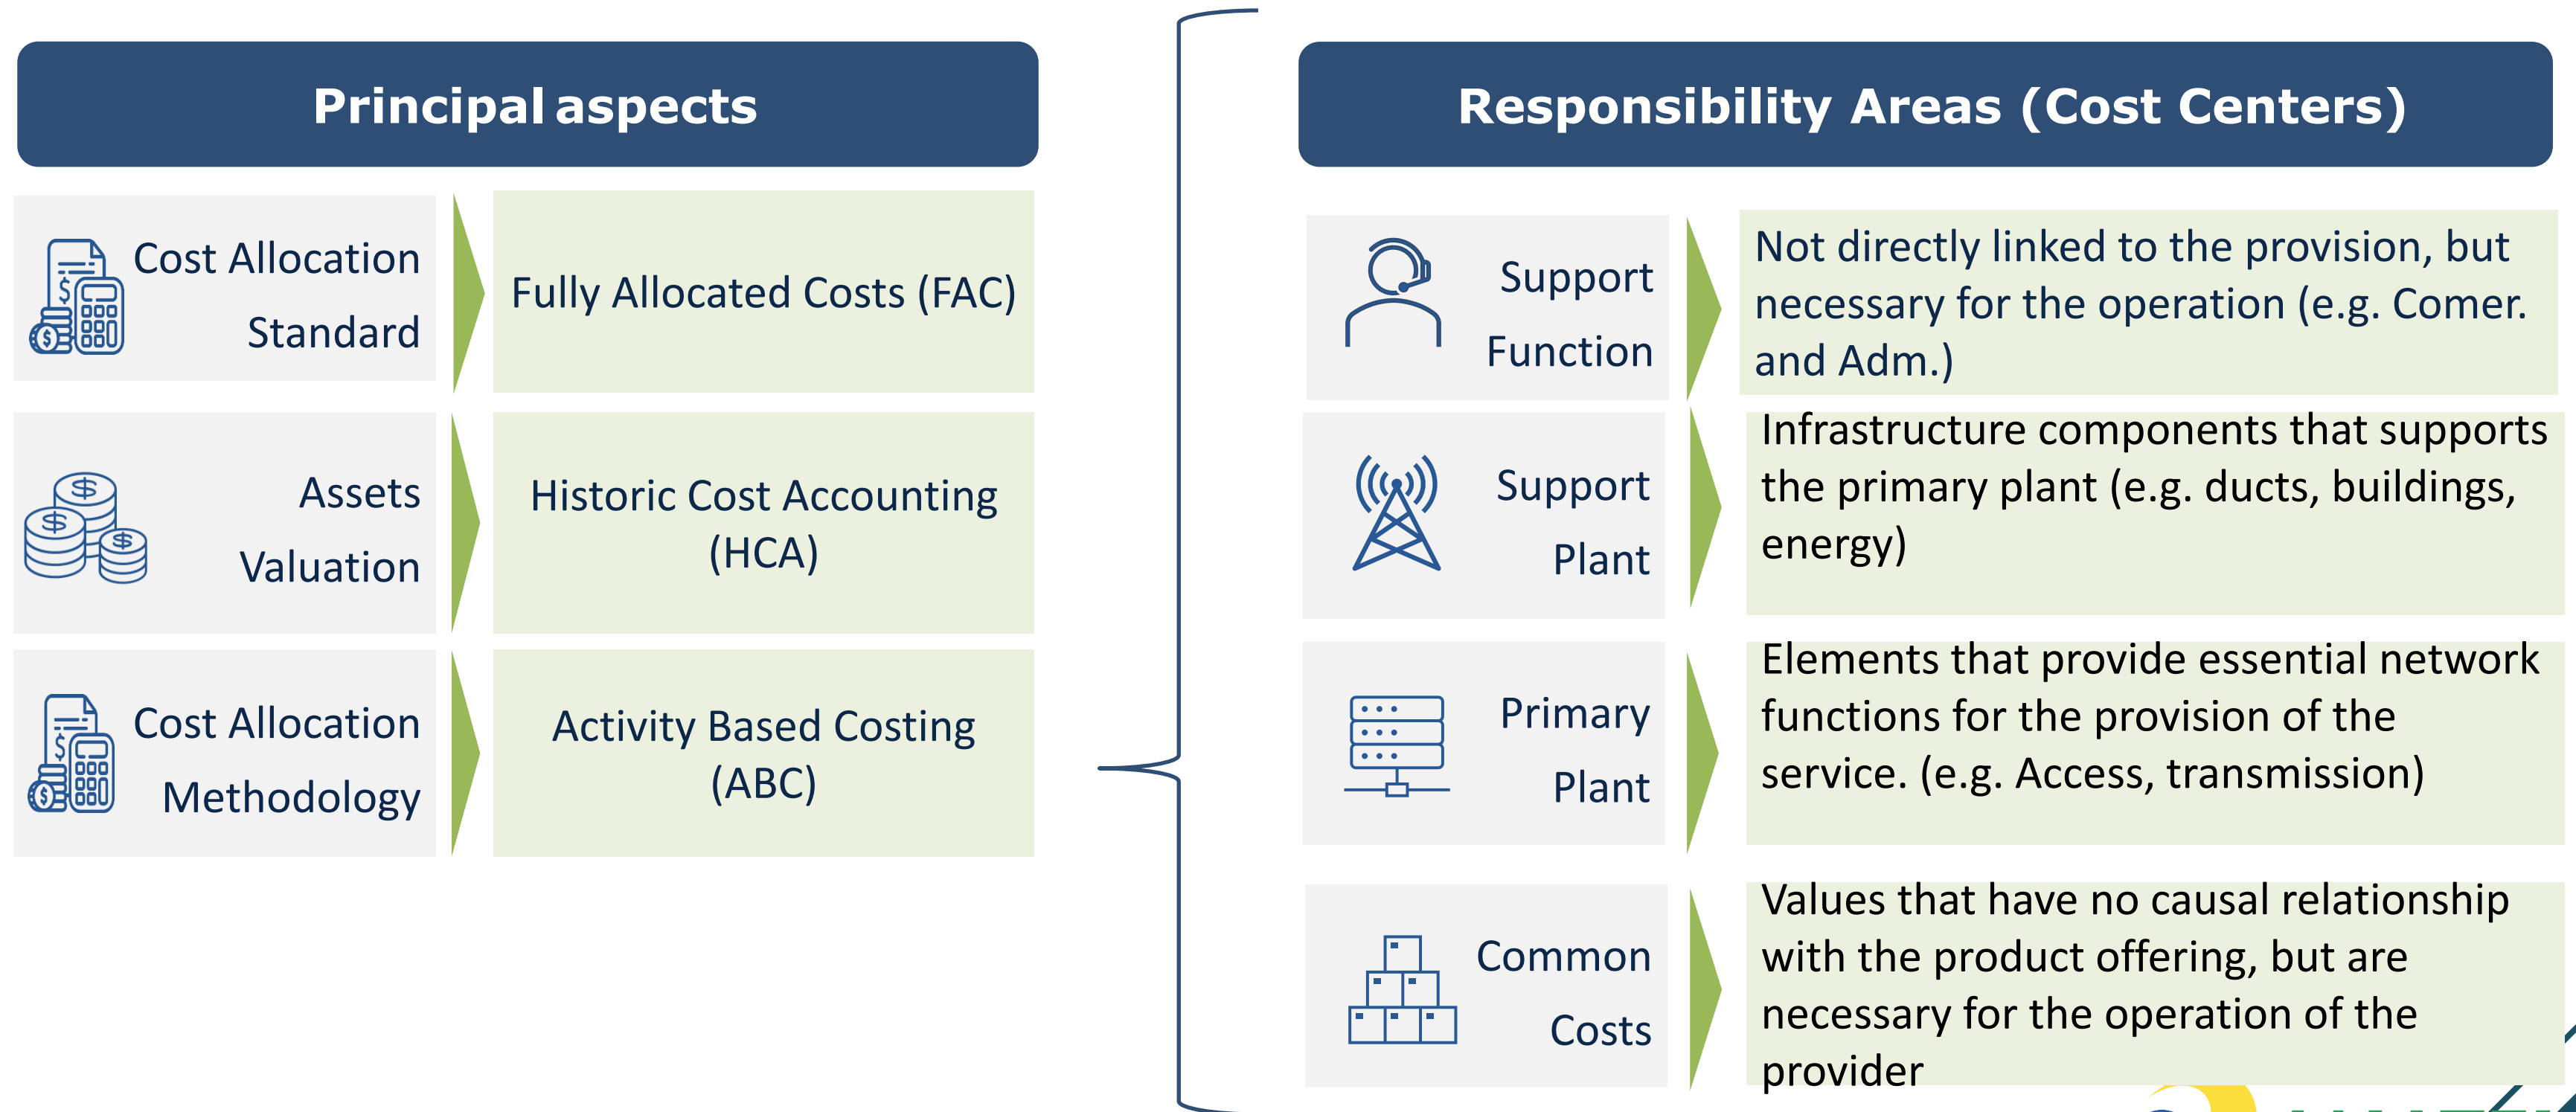 Principal aspects
Cost Allocation
Standard
Fully Allocated Costs (FAC)
Assets
Valuation
Historic Cost Accounting
(HCA)
Cost Allocation
Methodology
Activity Based Costing
(ABC)
Responsibility Areas (Cost Centers)
Support
Function
Not directly linked to the provision, but
necessary for the operation (e.g. Comer.
and Adm.)
Support
Plant
Infrastructure components that supports
the primary plant (e.g. ducts, buildings,
energy)
Primary
Plant
Elements that provide essential network
functions for the provision of the
service. (e.g. Access, transmission)
Common
Costs
Values that have no causal relationship
with the product offering, but are
necessary for the operation of the
provider